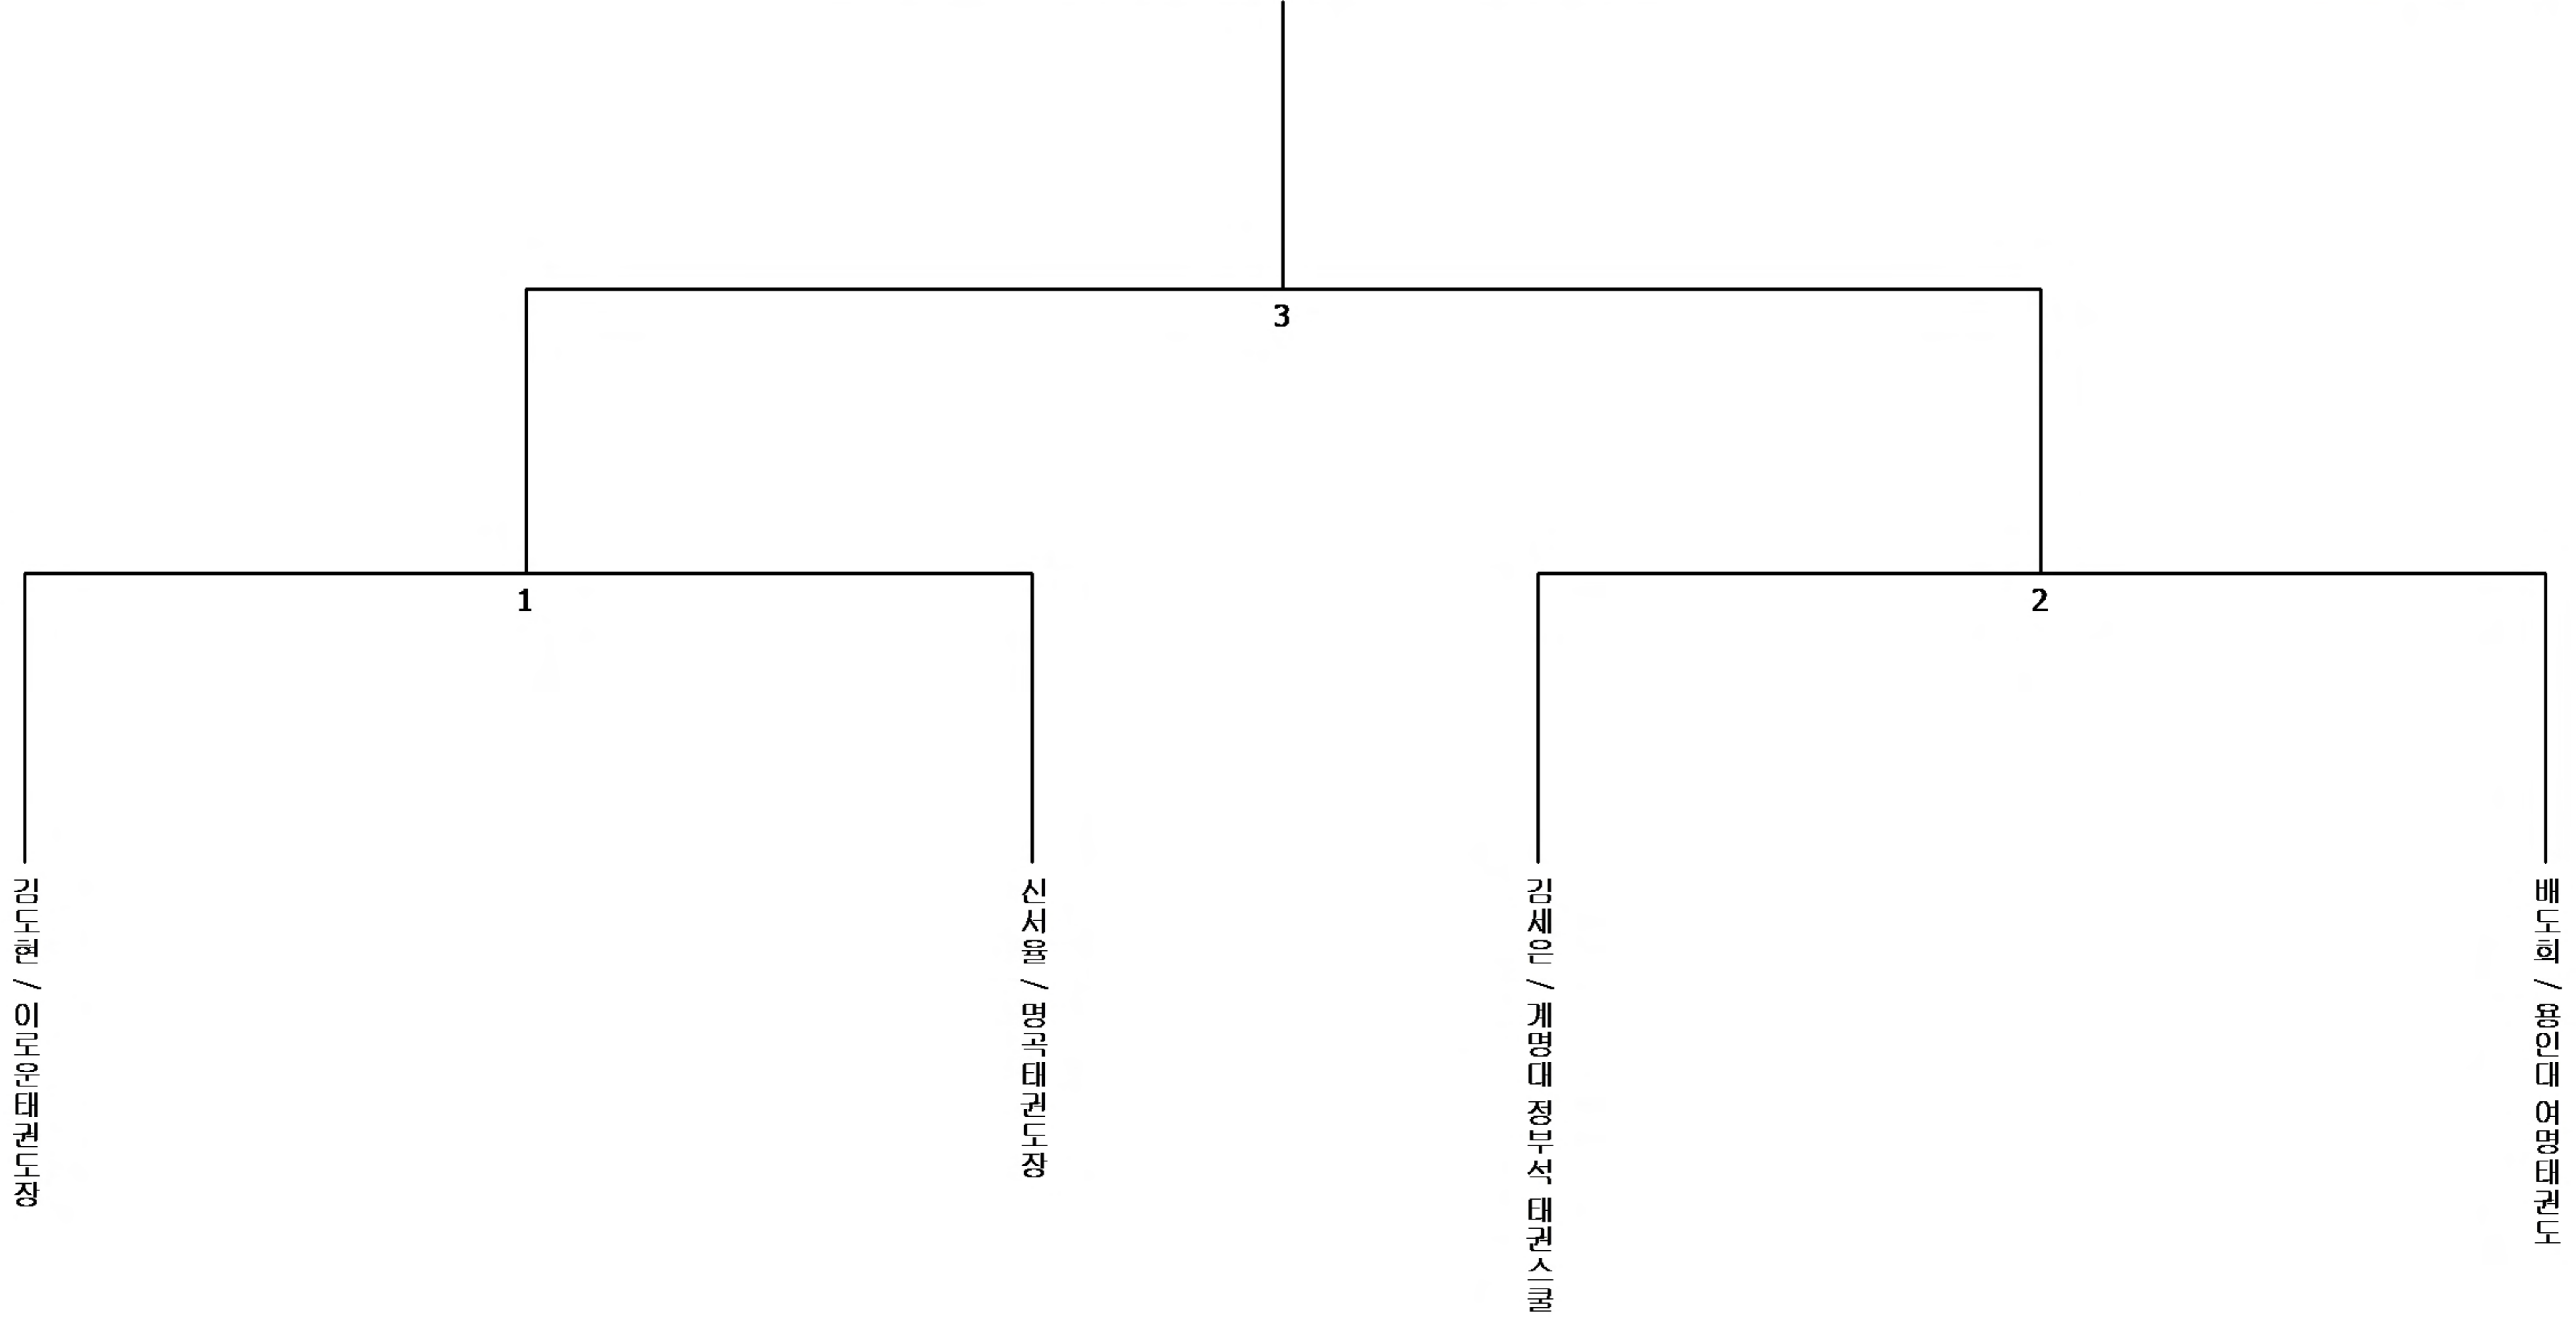 3
1
2
김도현 / 이로운태권도장
신서율 / 명곡태권도장
김세은 / 계명대 정부석 태권스쿨
배도희 / 용인대 여명태권도